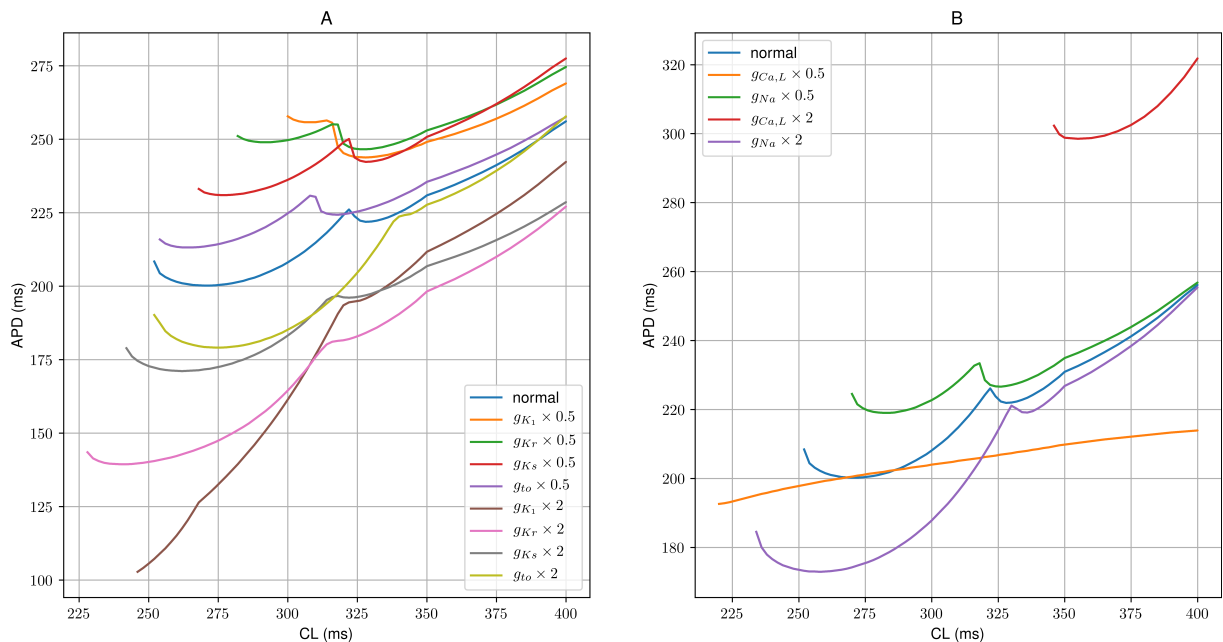 A
APD (ms)
275
250
225
200
175
150
125
100
225 250 275 300 325 350 375 400
CL (ms)
normal
g_{K_1} × 0.5
g_{Kr} × 0.5
g_{Ks} × 0.5
g_{to} × 0.5
g_{K_1} × 2
g_{Kr} × 2
g_{Ks} × 2
g_{to} × 2
B
APD (ms)
320
300
280
260
240
220
200
180
225 250 275 300 325 350 375 400
CL (ms)
normal
g_{Ca,L} × 0.5
g_{Na} × 0.5
g_{Ca,L} × 2
g_{Na} × 2